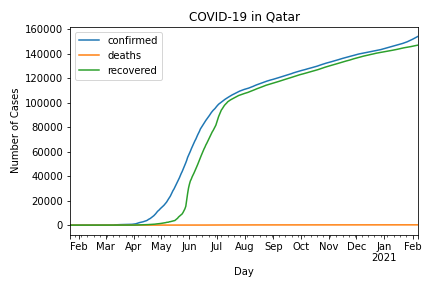 COVID-19 in Qatar
confirmed
deaths
recovered
Number of Cases
160000
140000
120000
100000
80000
60000
40000
20000
0
Feb Mar Apr May Jun Jul Aug Sep Oct Nov Dec Jan Feb
2021
Day